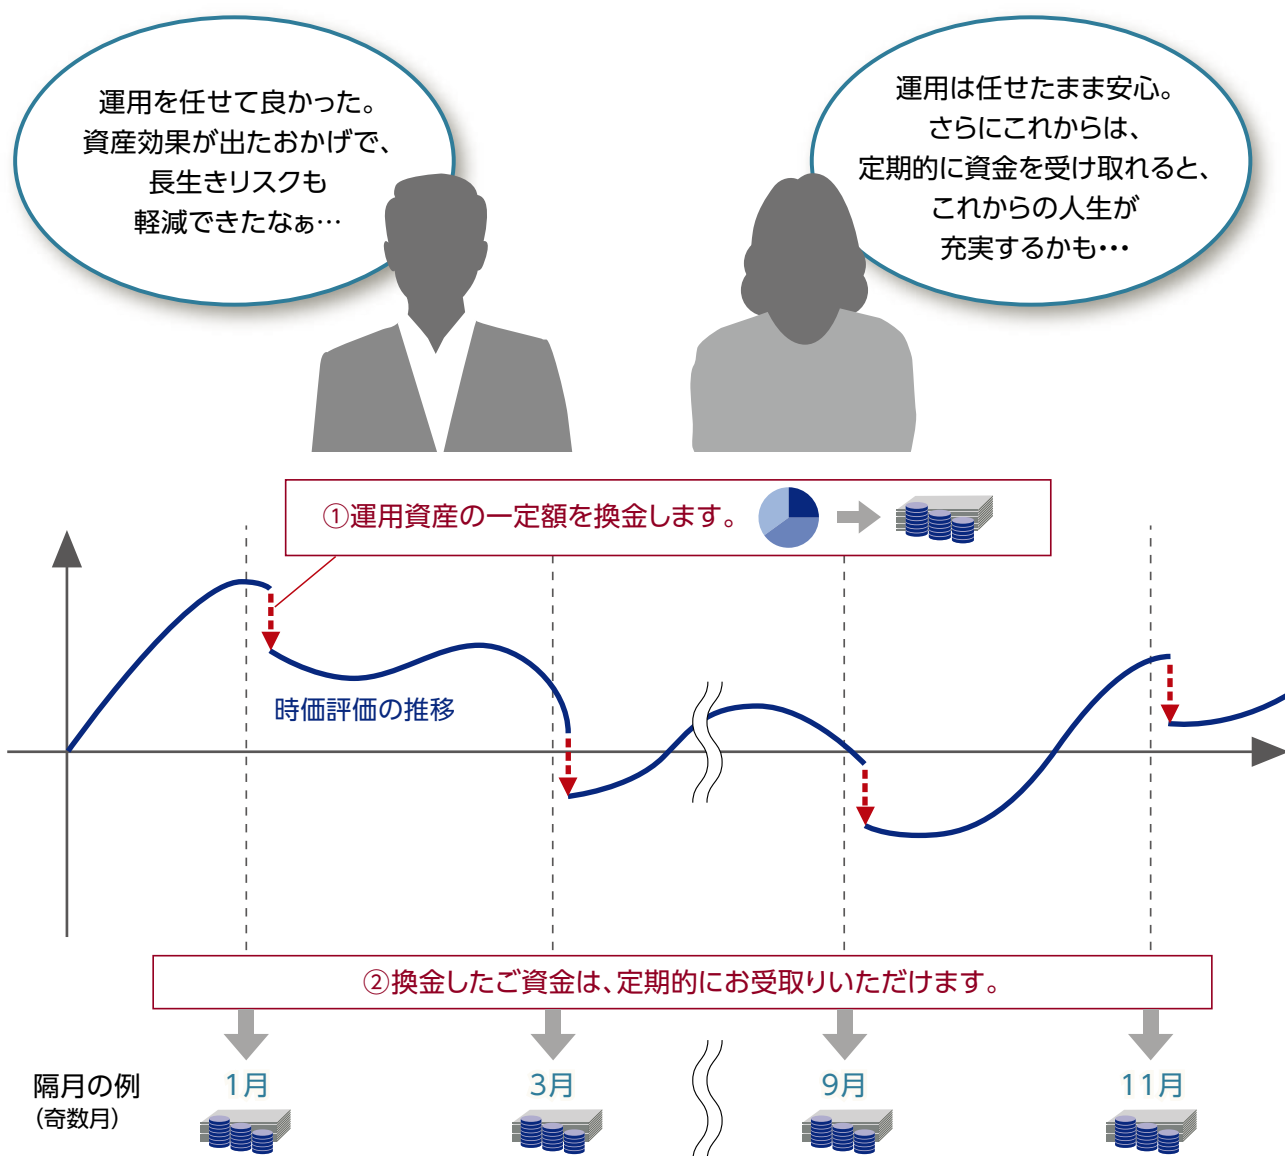 運用を任せて良かった。
資産効果が出たおかげで、
長生きリスクも
軽減できたなぁ…
運用は任せたまま安心。
さらにこれからは、
定期的に資金を受け取れると、
これからの人生が
充実するかも・・・
①運用資産の一定額を換金します。
時価評価の推移
②換金したご資金は、定期的にお受取りいただけます。
隔月の例
（奇数月）
1月
3月
9月
11月